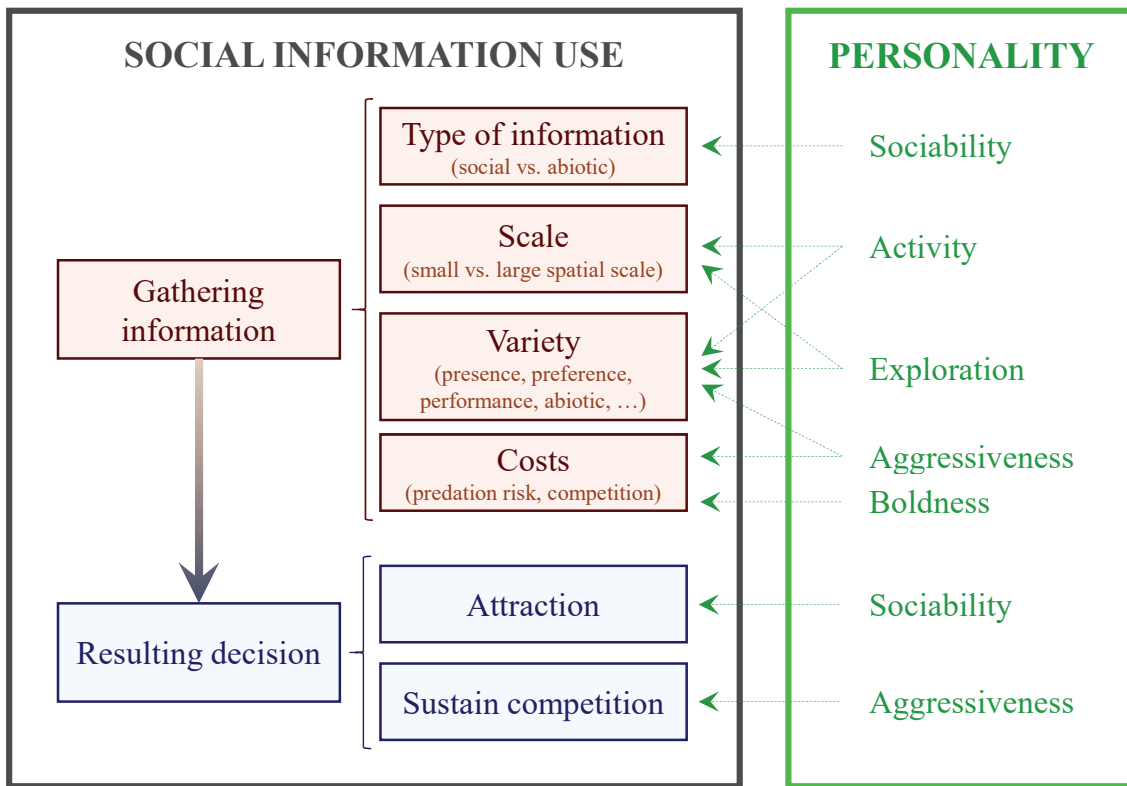 SOCIAL INFORMATION USE
PERSONALITY
Type of information
(social vs. abiotic)
Sociability
Scale
(small vs. large spatial scale)
Activity
Gathering
information
Variety
(presence, preference,
performance, abiotic, …)
Exploration
Costs
(predation risk, competition)
Aggressiveness
Boldness
Resulting decision
Attraction
Sociability
Sustain competition
Aggressiveness